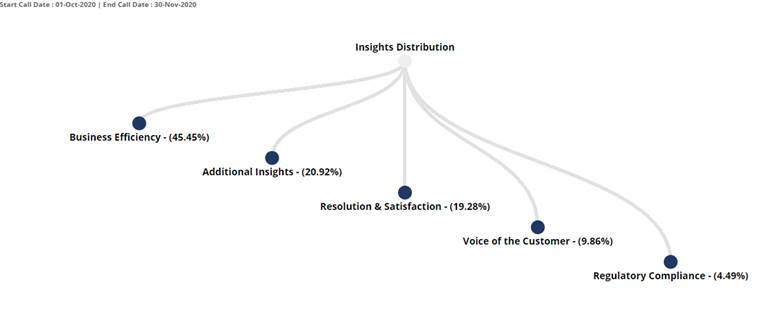 Start Call Date : 01-Oct-2020 | End Call Date : 30-Nov-2020
Insights Distribution
Business Efficiency - (45.45%)
Additional Insights - (20.92%)
Resolution & Satisfaction - (19.28%)
Voice of the Customer - (9.86%)
Regulatory Compliance - (4.49%)